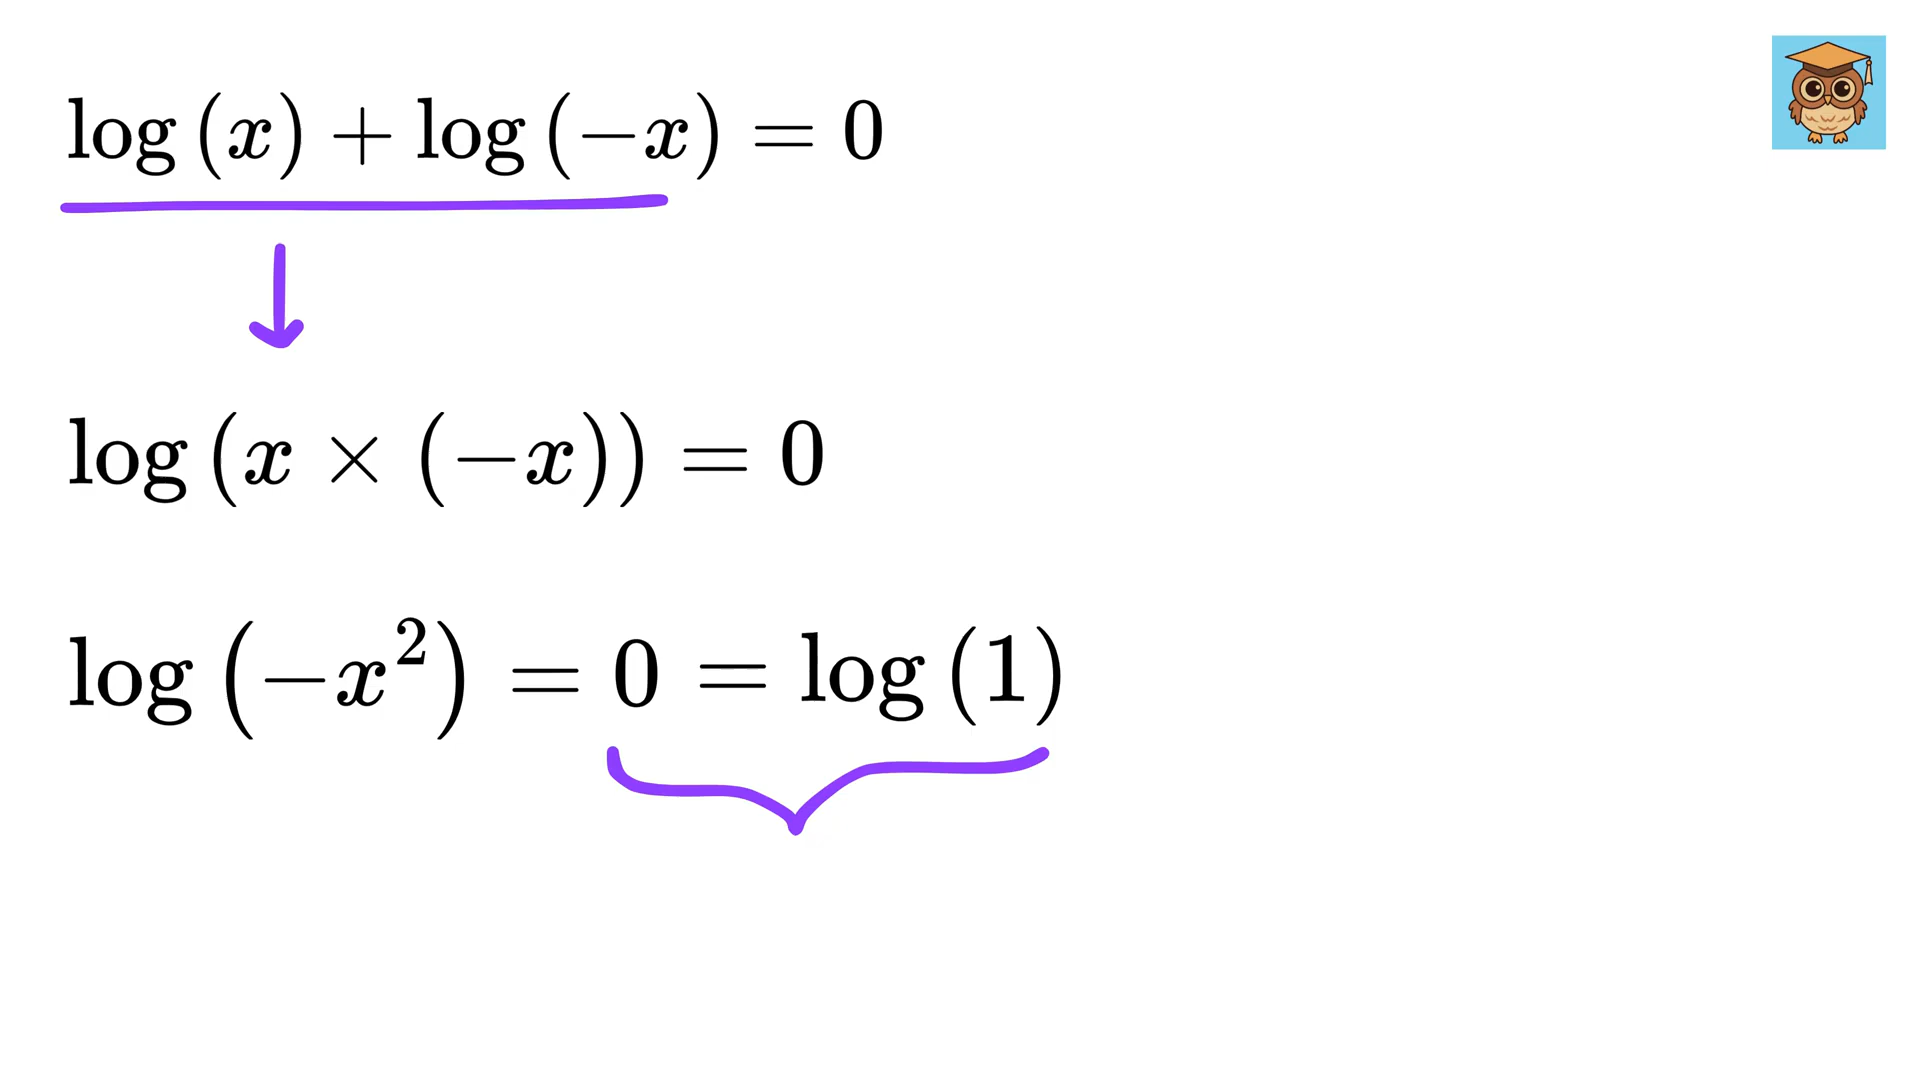 log (x) + log (−x) = 0
log (x × (−x)) = 0
log (−x²) = 0 = log (1)